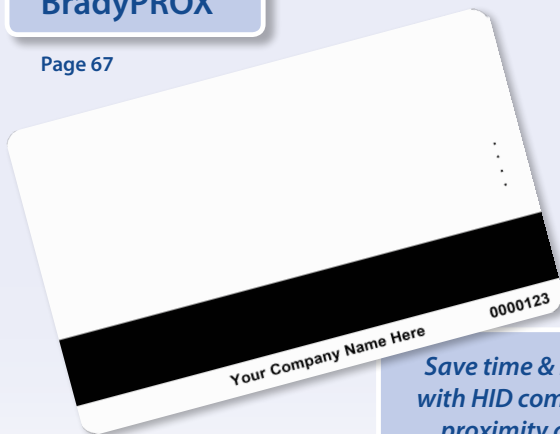 BradyPROX
Page 67
Your Company Name Here
0000123
Save time &
with HID com
proximity